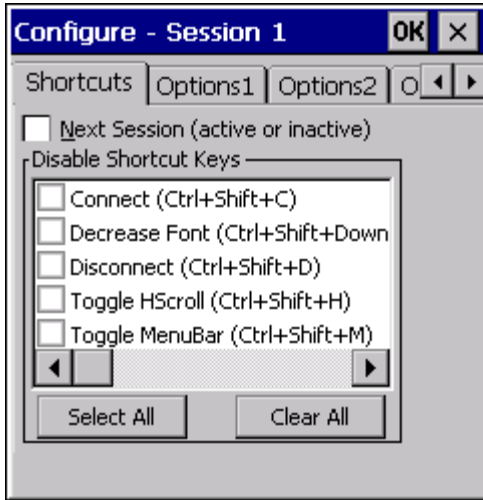 Configure - Session 1 OK
Shortcuts Options1 Options2 O
Next Session (active or inactive)
Disable Shortcut Keys
Connect (Ctrl+Shift+C)
Decrease Font (Ctrl+Shift+Down
Disconnect (Ctrl+Shift+D)
Toggle HScroll (Ctrl+Shift+H)
Toggle MenuBar (Ctrl+Shift+M)
Select All Clear All